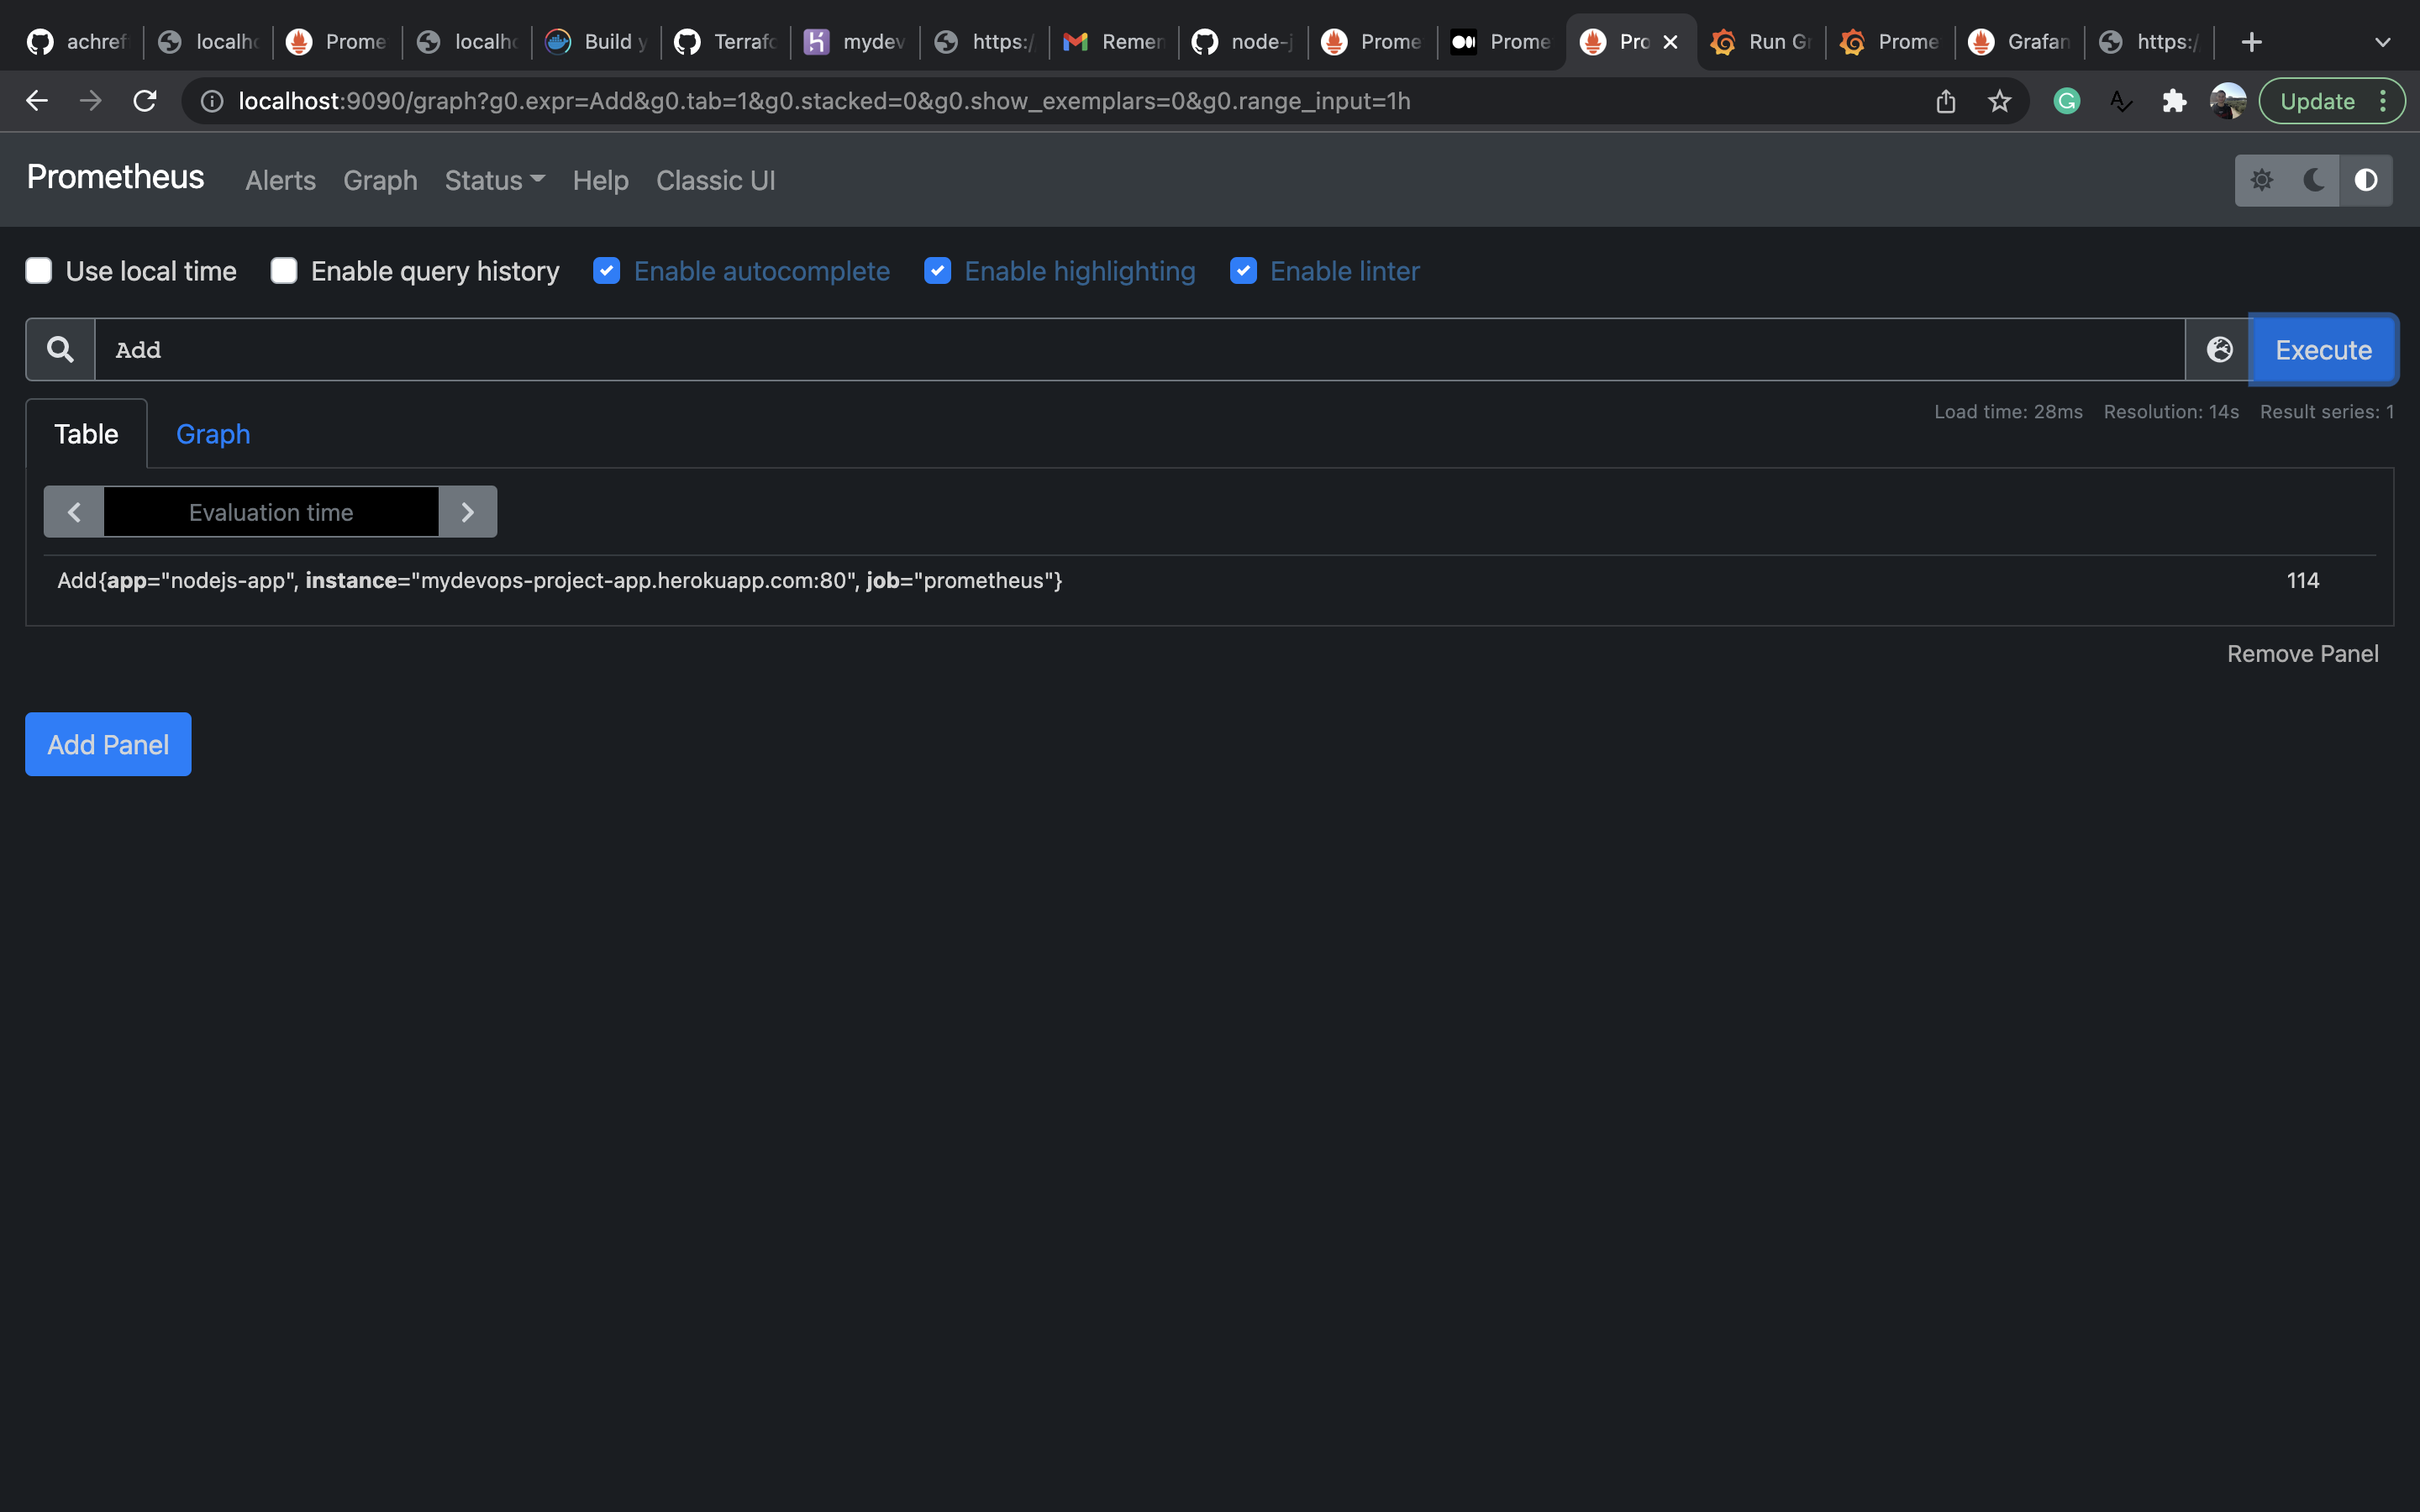 achref localho Prome localho Build y Terrafo mydev https:/ Remem node-j Prome Prome Pro Run Gr Prome Grafan https:/
localhost:9090/graph?g0.expr=Add&g0.tab=1&g0.stacked=0&g0.show_exemplars=0&g0.range_input=1h Update
Prometheus Alerts Graph Status Help Classic UI
Use local time Enable query history Enable autocomplete Enable highlighting Enable linter
Add Execute
Load time: 28ms Resolution: 14s Result series: 1
Table Graph
Evaluation time
Add{app="nodejs-app", instance="mydevops-project-app.herokuapp.com:80", job="prometheus"} 114
Remove Panel
Add Panel